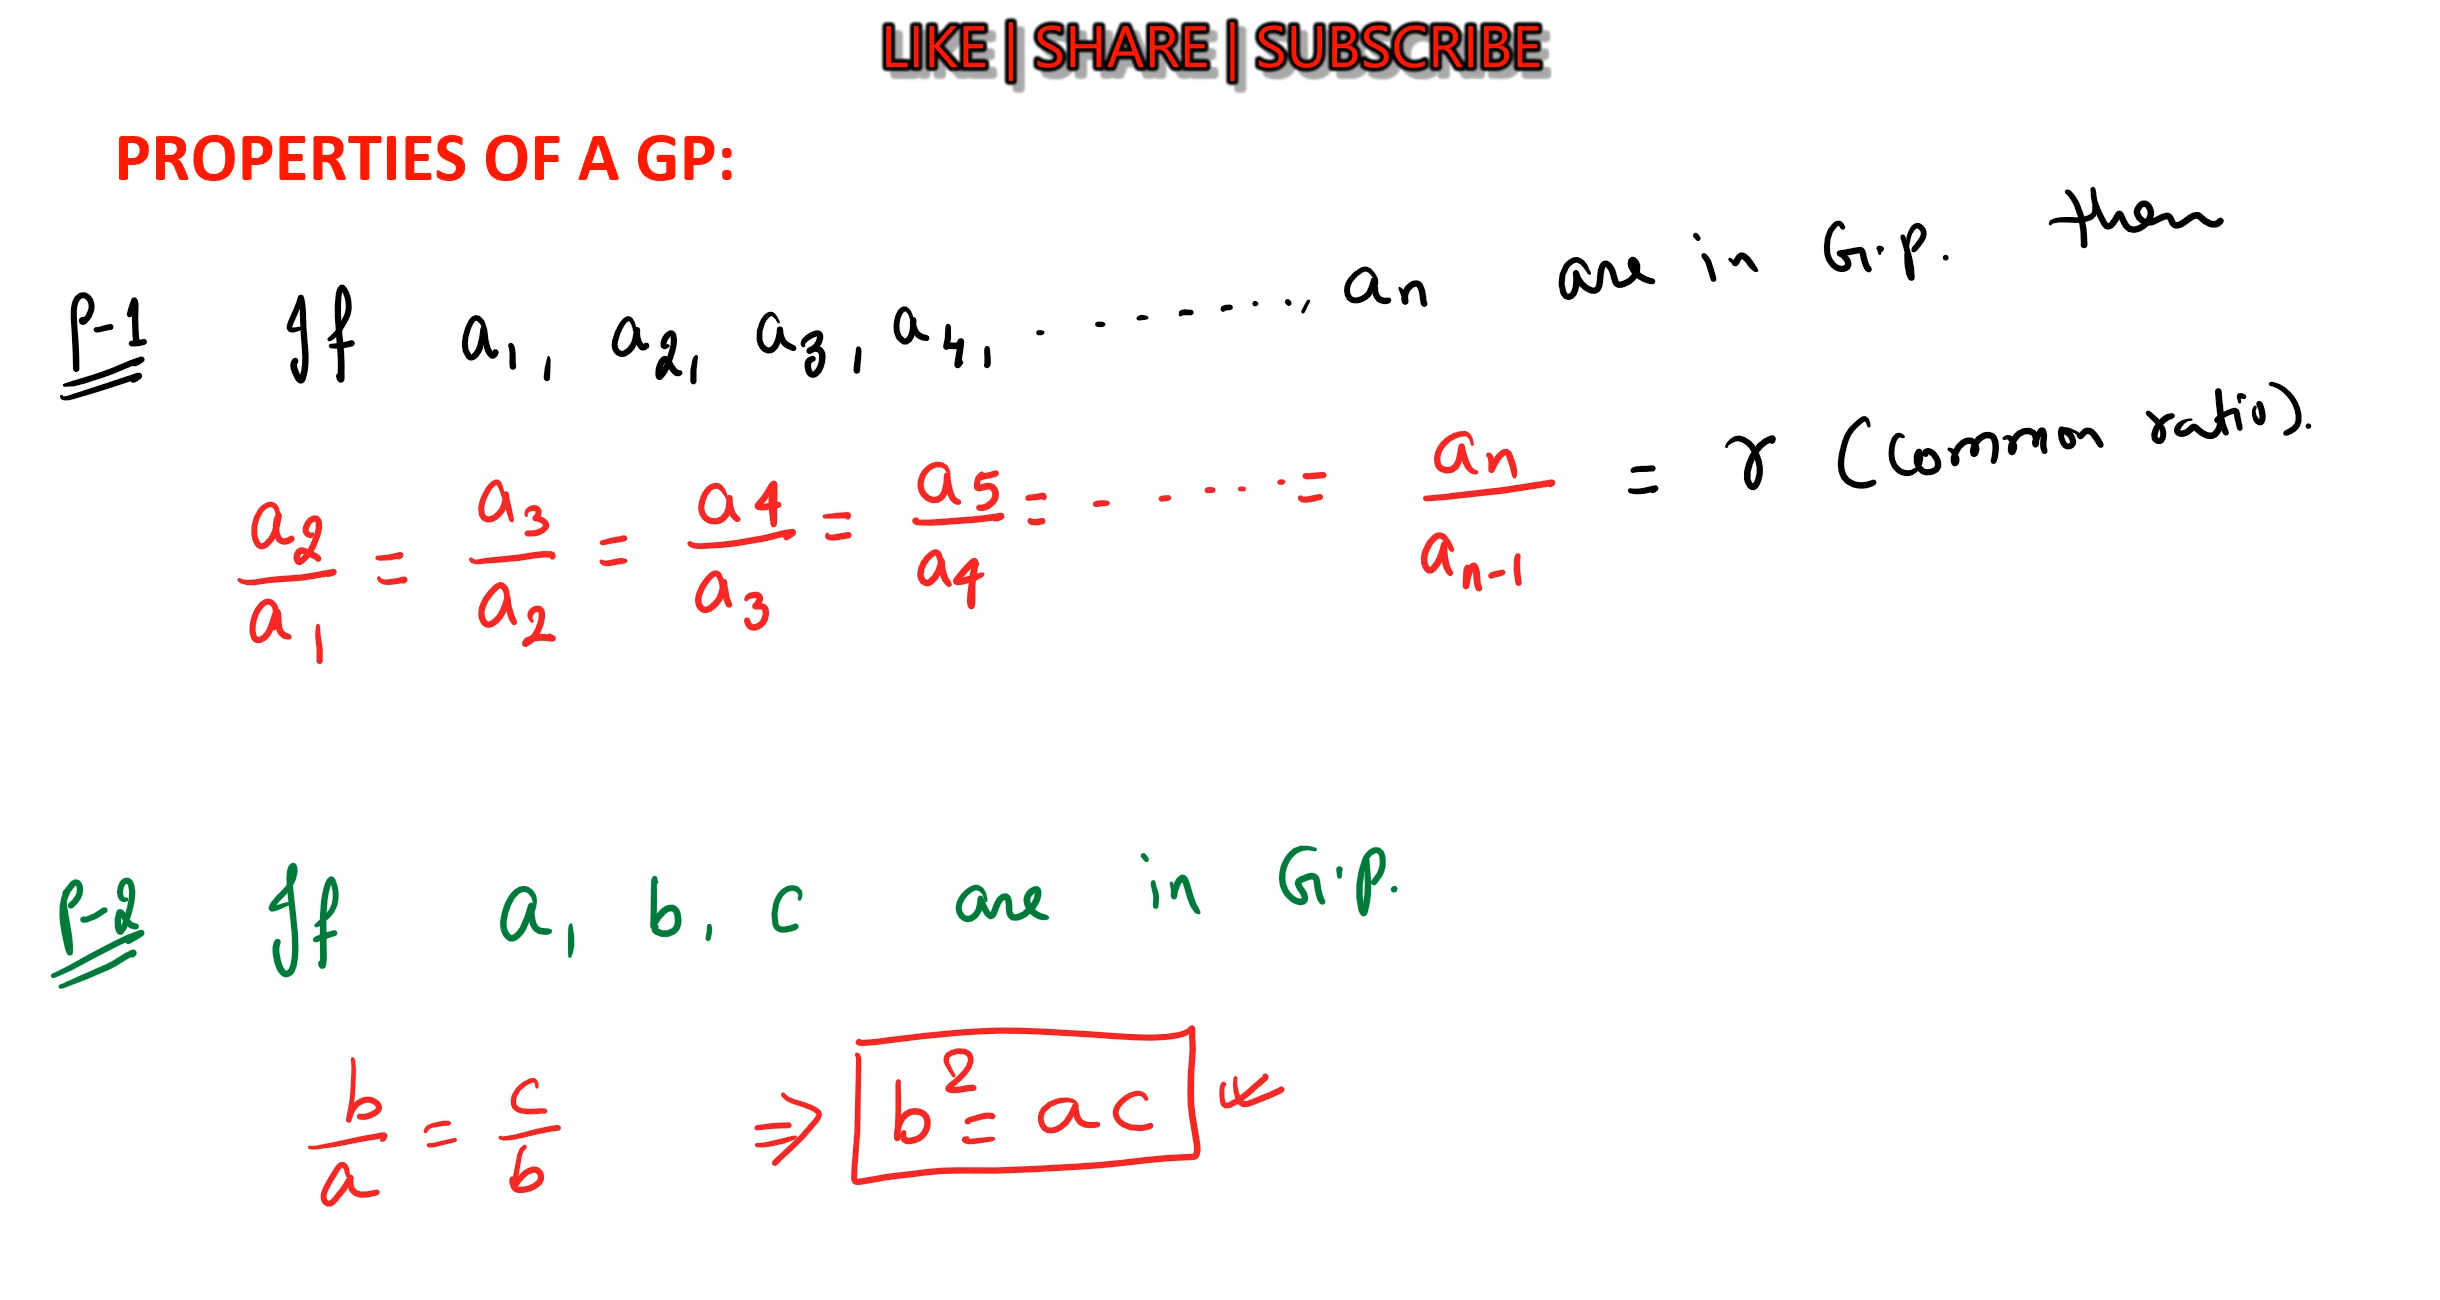 LIKE | SHARE | SUBSCRIBE
PROPERTIES OF A GP:
P-1 If a₁, a₂, a₃, a₄, ........, aₙ are in G.P. then
a₂/a₁ = a₃/a₂ = a₄/a₃ = a₅/a₄ = ....... = aₙ/aₙ₋₁ = r (Common ratio).
P-2 If a, b, c are in G.P.
b/a = c/b ⇒ b² = ac